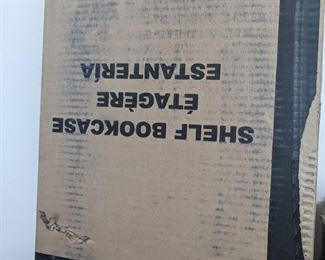 SHELF BOOKCASE
ÉTAGÈRE
ESTANTERÍA